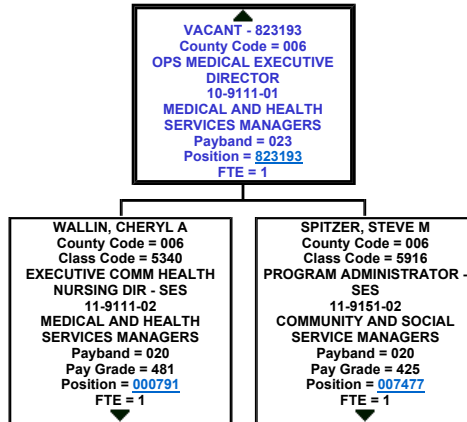 VACANT - 823193
County Code = 006
OPS MEDICAL EXECUTIVE
DIRECTOR
10-9111-01
MEDICAL AND HEALTH
SERVICES MANAGERS
Payband = 023
Position = 823193
FTE = 1
WALLIN, CHERYL A
County Code = 006
Class Code = 5340
EXECUTIVE COMM HEALTH
NURSING DIR - SES
11-9111-02
MEDICAL AND HEALTH
SERVICES MANAGERS
Payband = 020
Pay Grade = 481
Position = 000791
FTE = 1
SPITZER, STEVE M
County Code = 006
Class Code = 5916
PROGRAM ADMINISTRATOR -
SES
11-9151-02
COMMUNITY AND SOCIAL
SERVICE MANAGERS
Payband = 020
Pay Grade = 425
Position = 007477
FTE = 1